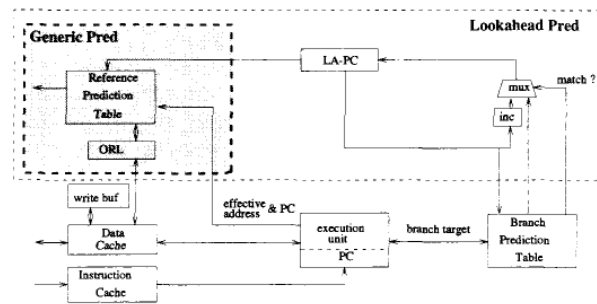 Lookahead Pred
Generic Pred
LA-PC
Reference
Prediction
Table
mux
match ?
inc
ORL
write buf
effective
address & PC
Data
Cache
execution
unit
PC
branch target
Branch
Prediction
Table
Instruction
Cache